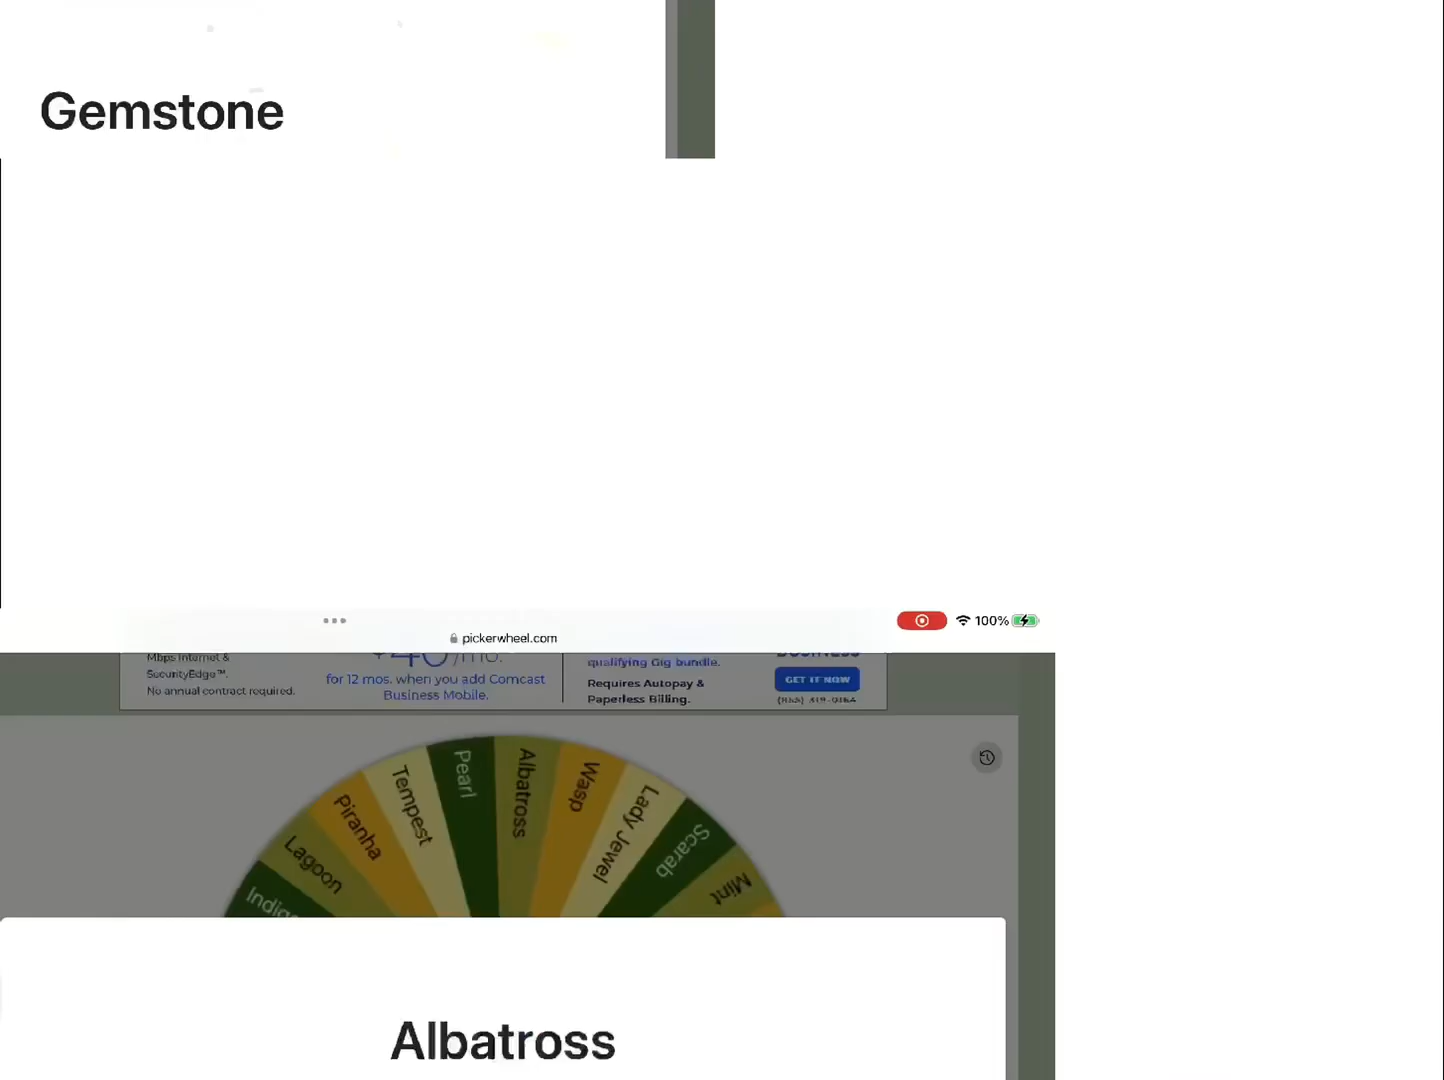 Gemstone
pickerwheel.com
100%
Mbps Internet &
SecurityEdge™.
No annual contract required.
/mo.
for 12 mos. when you add Comcast
Business Mobile.
qualifying Gig bundle.
Requires Autopay &
Paperless Billing.
BUSINESS
GET IT NOW
Lagoon
Piranha
Tempest
Pearl
Albatross
Wasp
Lady Jewel
Scarab
Mint
Albatross